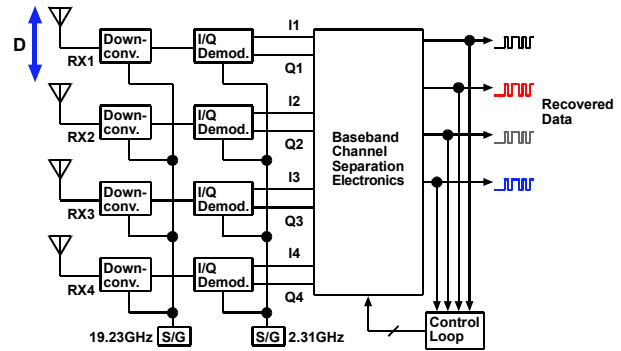 D
RX1
Down-
conv.
I/Q
Demod.
I1
Q1
RX2
Down-
conv.
I/Q
Demod.
I2
Q2
RX3
Down-
conv.
I/Q
Demod.
I3
Q3
RX4
Down-
conv.
I/Q
Demod.
I4
Q4
Baseband
Channel
Separation
Electronics
Recovered
Data
19.23GHz
S/G
S/G
2.31GHz
Control
Loop